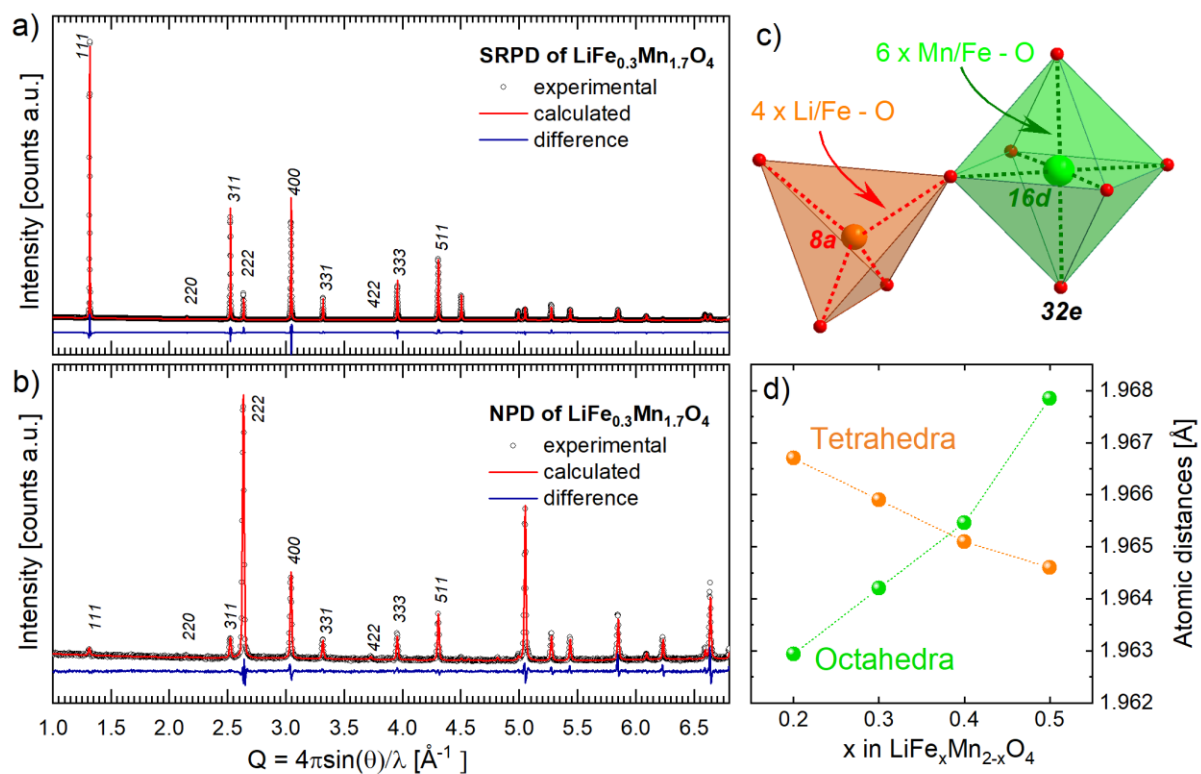 a)
Intensity [counts a.u.]
SRPD of LiFe0.3Mn1.7O4
experimental
calculated
difference
111
220
311
222
400
331
422
333
511
b)
Intensity [counts a.u.]
NPD of LiFe0.3Mn1.7O4
experimental
calculated
difference
111
220
311
222
400
331
422
333
511
1.0 1.5 2.0 2.5 3.0 3.5 4.0 4.5 5.0 5.5 6.0 6.5
Q = 4πsin(θ)/λ [Å-1]
c)
6 x Mn/Fe - O
4 x Li/Fe - O
16d
8a
32e
d)
Tetrahedra
Octahedra
1.968
1.967
1.966
1.965
1.964
1.963
1.962
Atomic distances [Å]
0.2 0.3 0.4 0.5
x in LiFexMn2-xO4